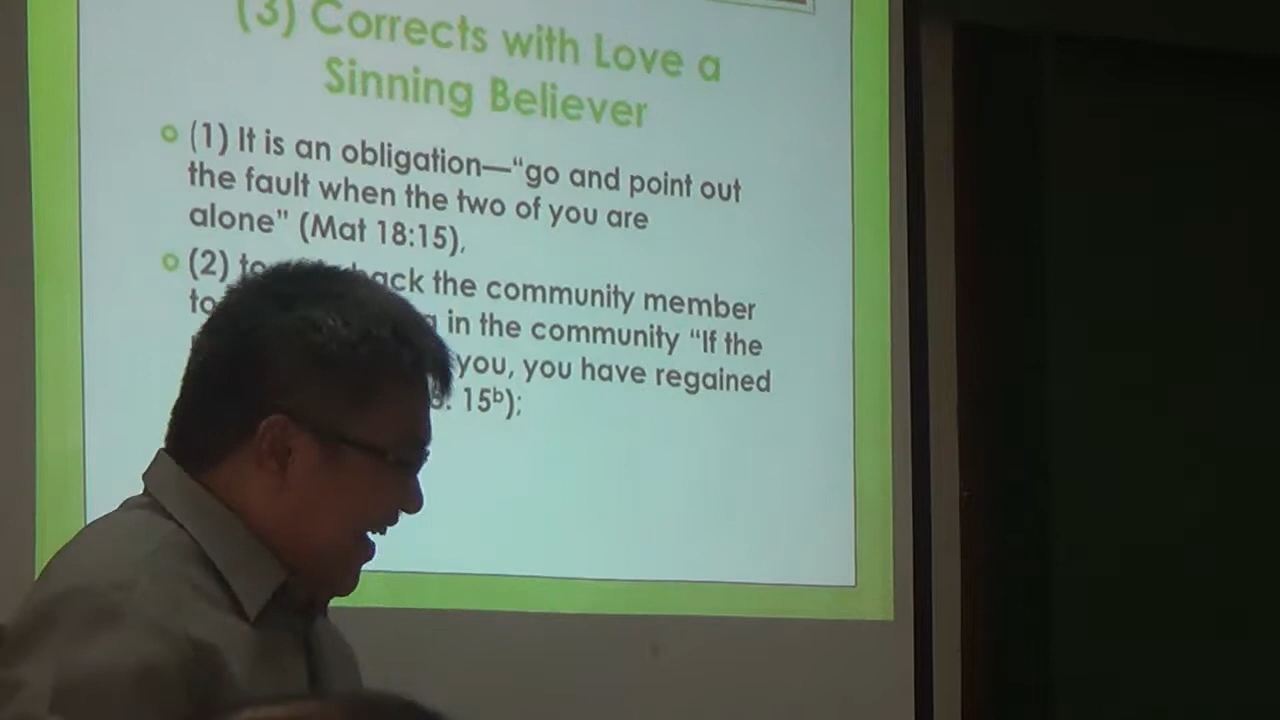 (3) Corrects with Love a
Sinning Believer
(1) It is an obligation—“go and point out
the fault when the two of you are
alone” (Mat 18:15),
(2) to back the community member
to in the community “If the
you, you have regained
15ᵇ);